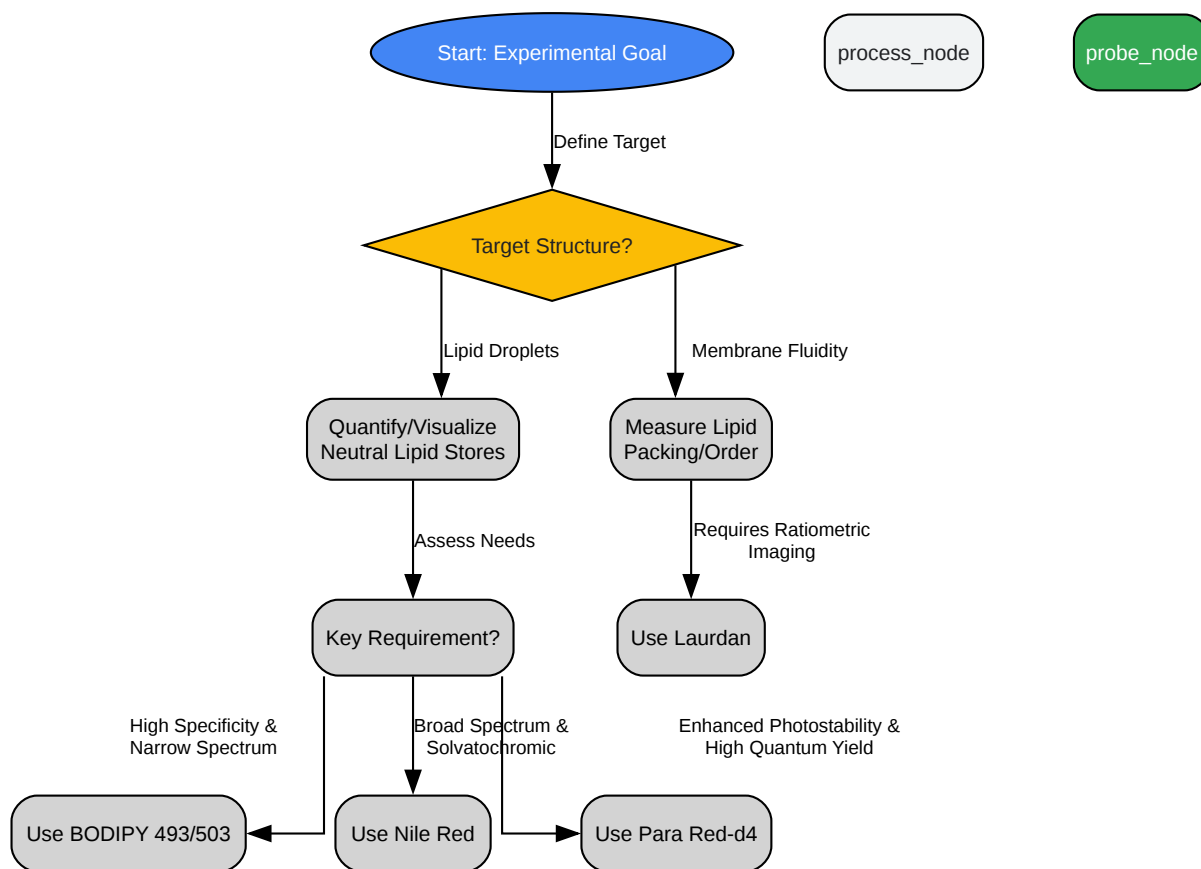 Start: Experimental Goal
process_node
probe_node
Define Target
Target Structure?
Lipid Droplets
Membrane Fluidity
Quantify/Visualize
Neutral Lipid Stores
Measure Lipid
Packing/Order
Assess Needs
Requires Ratiometric
Imaging
Key Requirement?
Use Laurdan
High Specificity &
Narrow Spectrum
Broad Spectrum &
Solvatochromic
Enhanced Photostability &
High Quantum Yield
Use BODIPY 493/503
Use Nile Red
Use Para Red-d4